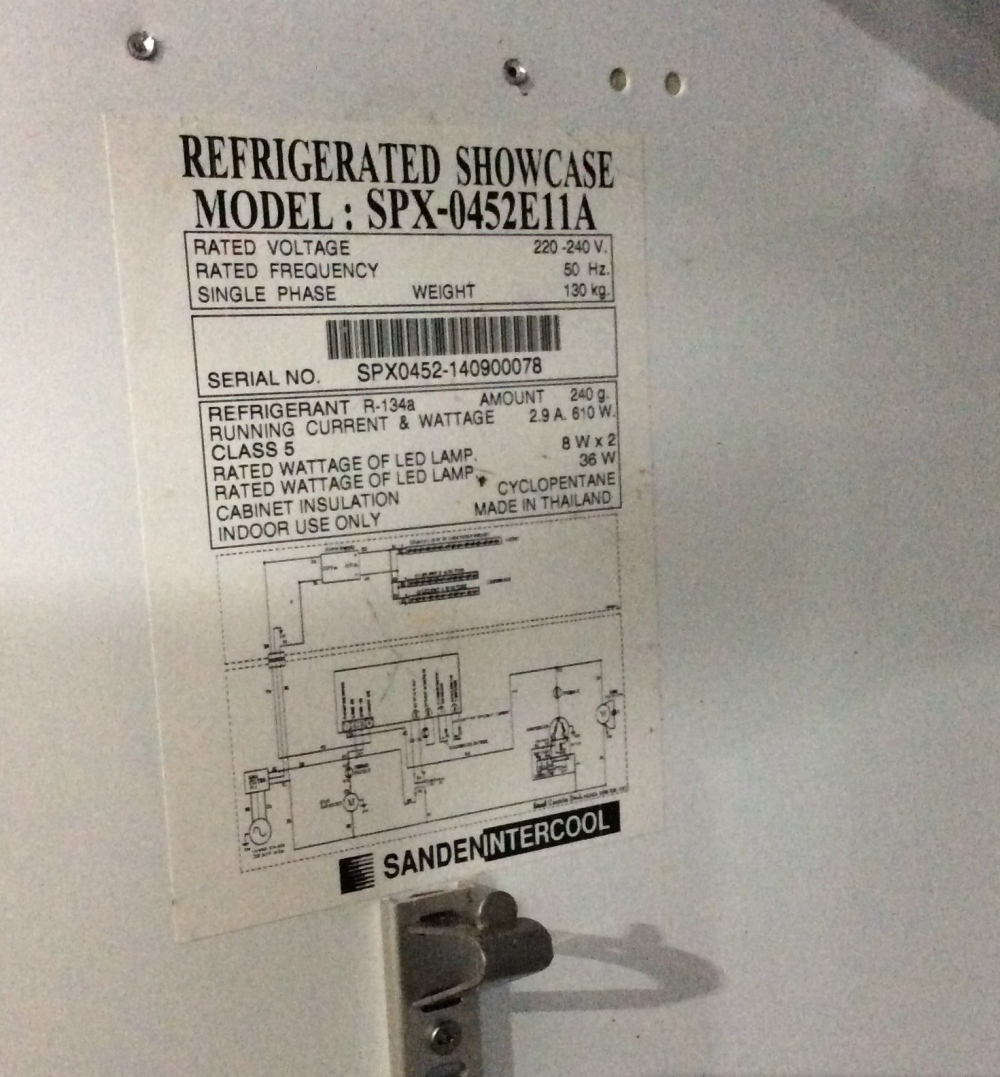 REFRIGERATED SHOWCASE
MODEL : SPX-0452E11A
RATED VOLTAGE 220 -240 V.
RATED FREQUENCY 50 Hz.
SINGLE PHASE WEIGHT 130 kg.
SERIAL NO. SPX0452-140900078
REFRIGERANT R-134a AMOUNT 240 g.
RUNNING CURRENT & WATTAGE 2.9 A. 610 W.
CLASS 5
RATED WATTAGE OF LED LAMP. 8 W x 2
RATED WATTAGE OF LED LAMP. 36 W
CABINET INSULATION CYCLOPENTANE
INDOOR USE ONLY MADE IN THAILAND
SANDENINTERCOOL